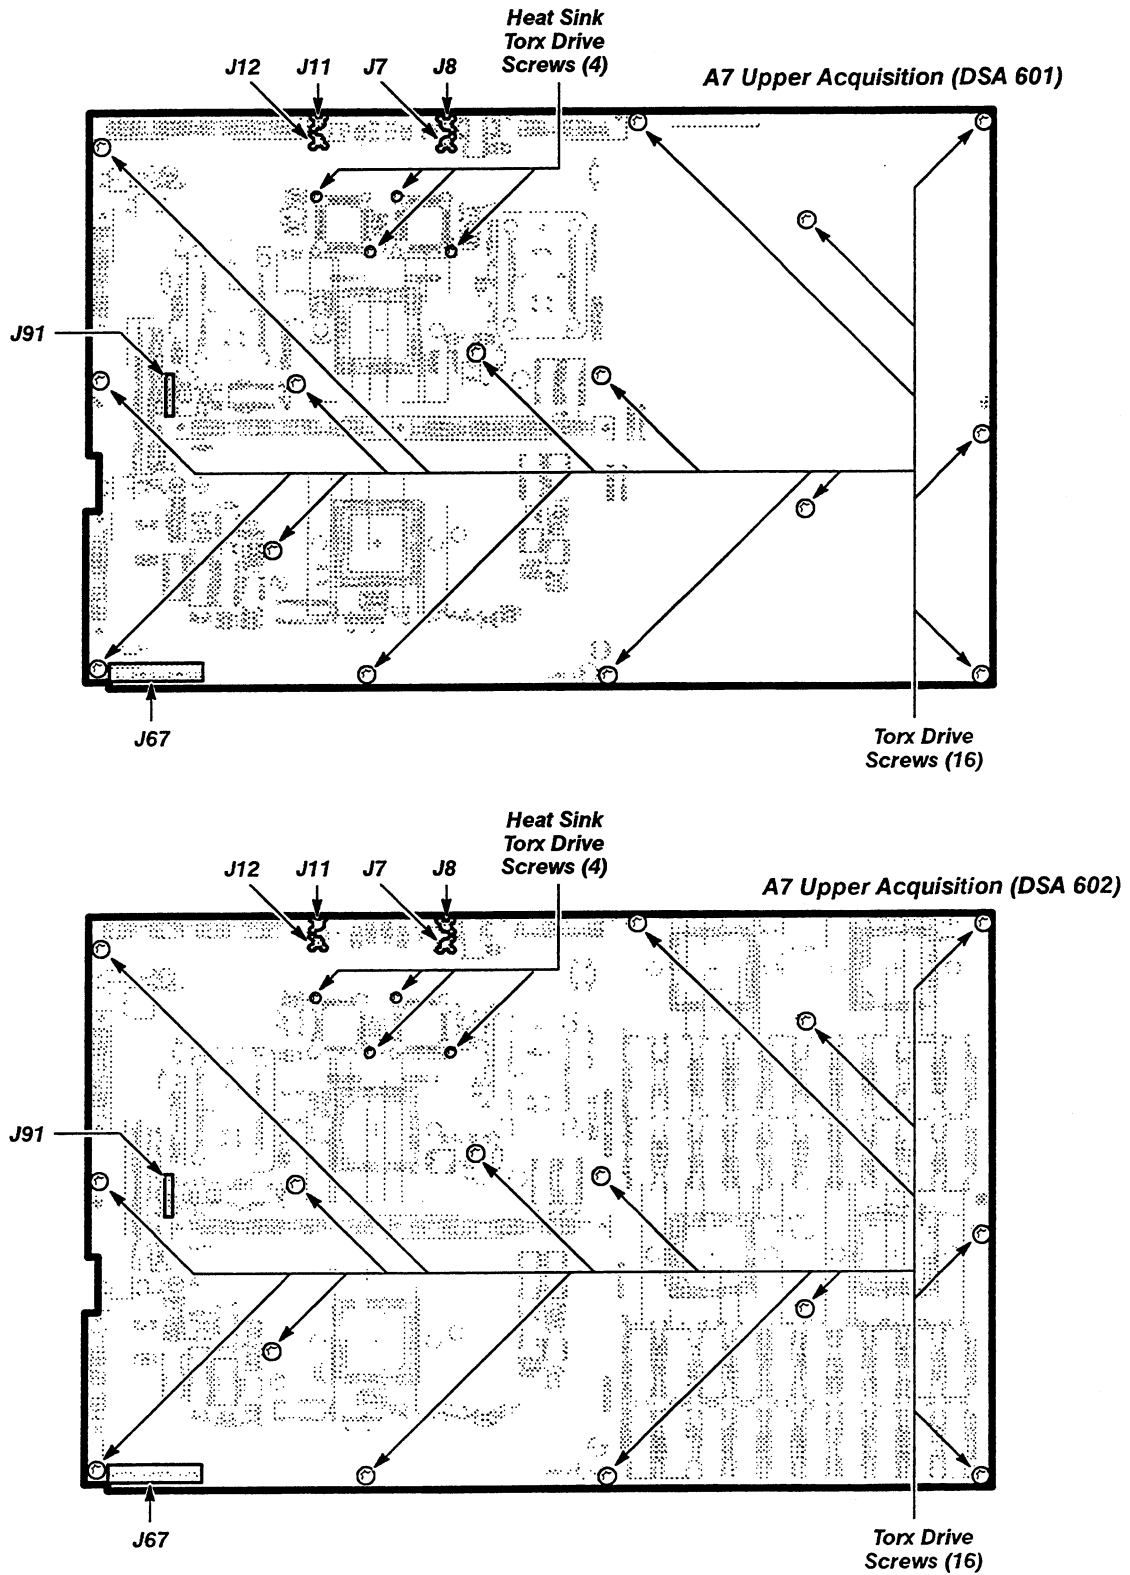 Heat Sink
Torx Drive
Screws (4)
J12
J11
J7
J8
A7 Upper Acquisition (DSA 601)
J91
J67
Torx Drive
Screws (16)
Heat Sink
Torx Drive
Screws (4)
J12
J11
J7
J8
A7 Upper Acquisition (DSA 602)
J91
J67
Torx Drive
Screws (16)